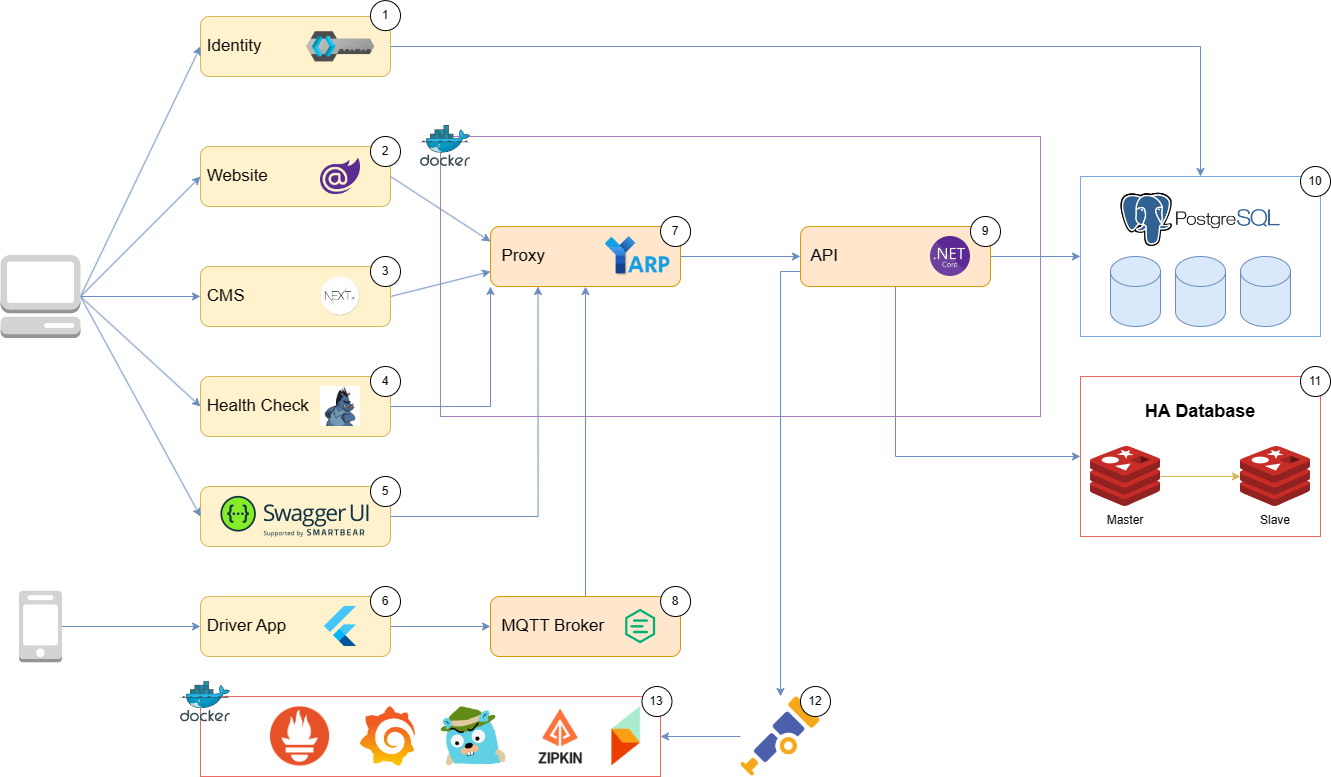 1
Identity
2
docker
Website
@
10
PostgreSQL
7
9
Proxy
YARP
API
.NET
Core
3
CMS
NEXT.
4
11
Health Check
HA Database
5
{···}
Swagger UI
Supported by SMARTBEAR
Master
Slave
6
8
Driver App
MQTT Broker
docker
13
12
ZIPKIN